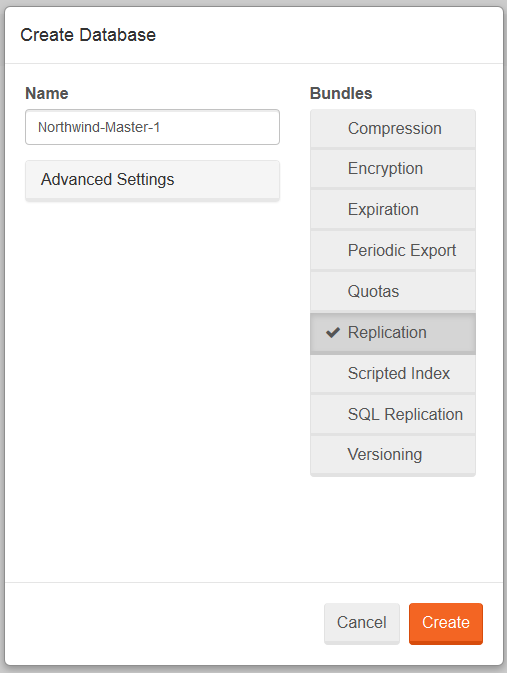 Create Database
Name
Northwind-Master-1
Advanced Settings
Bundles
Compression
Encryption
Expiration
Periodic Export
Quotas
Replication
Scripted Index
SQL Replication
Versioning
Cancel
Create